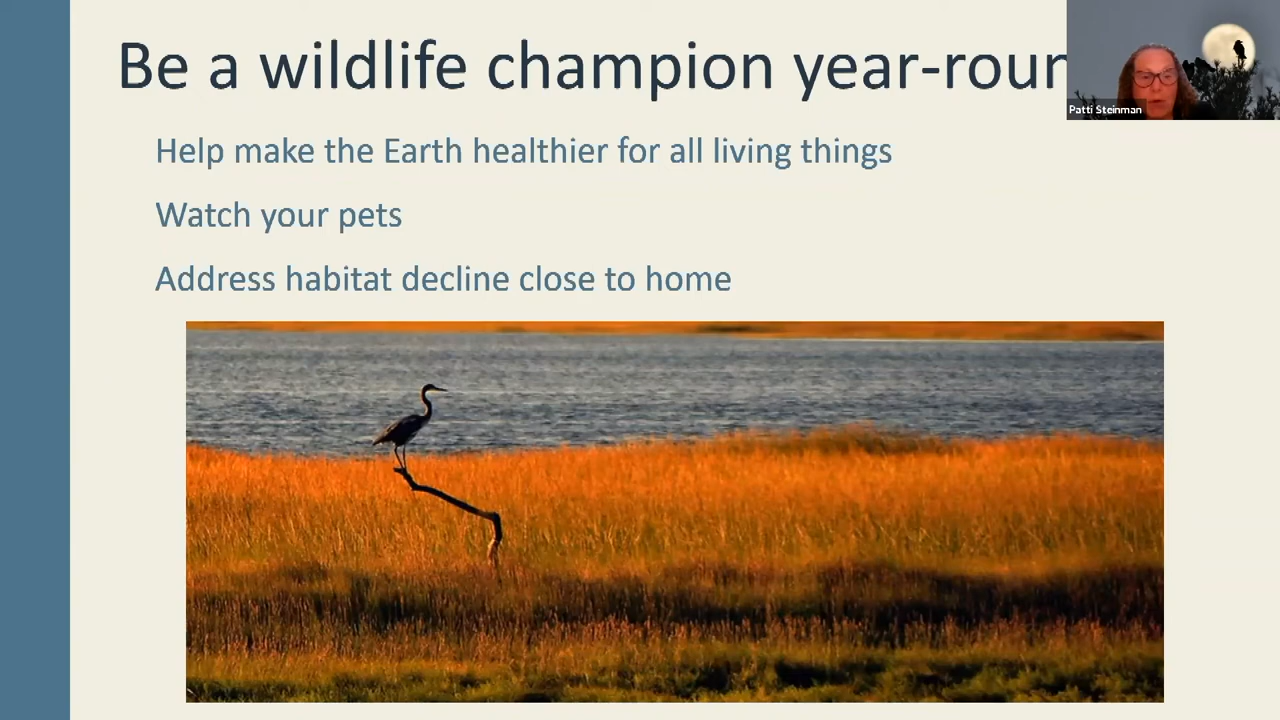 Be a wildlife champion year-roun
Patti Steinman
Help make the Earth healthier for all living things
Watch your pets
Address habitat decline close to home